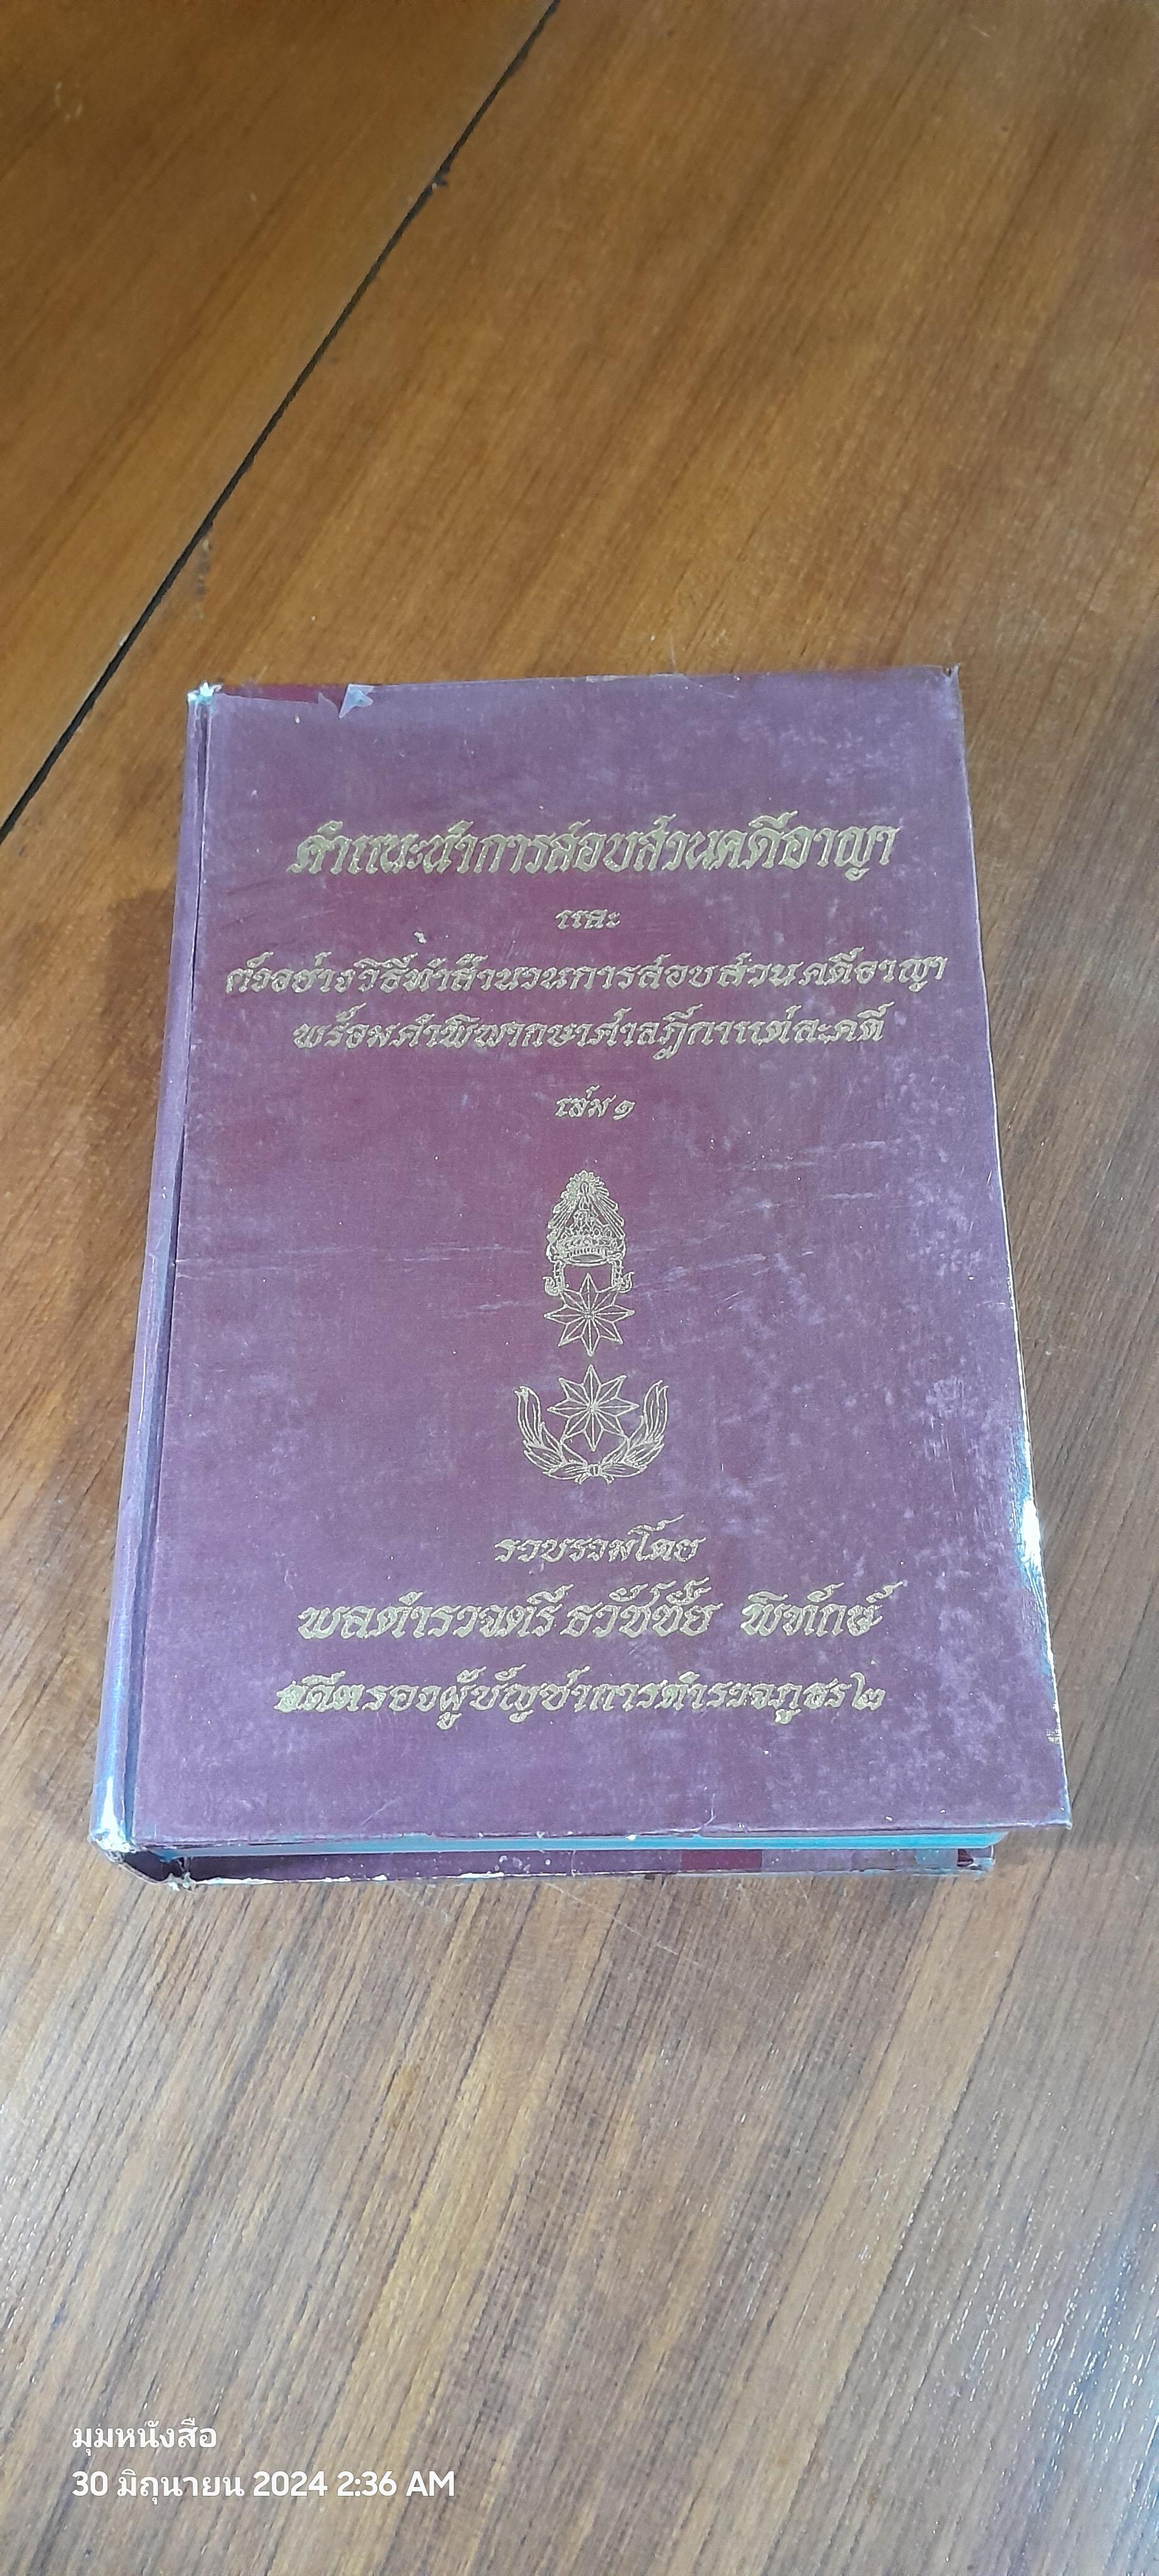 คำแนะนำการสอบสวนคดีอาญา
และ
ตัวอย่างวิธีทำสำนวนการสอบสวนคดีอาญา
พร้อมคำพิพากษาศาลฎีกาแต่ละคดี
เล่ม ๑
รวบรวมโดย
พลตำรวจตรี ธวัชชัย พิทักษ์
อดีตรองผู้บัญชาการตำรวจภูธร ๒
มุมหนังสือ
30 มิถุนายน 2024 2:36 AM